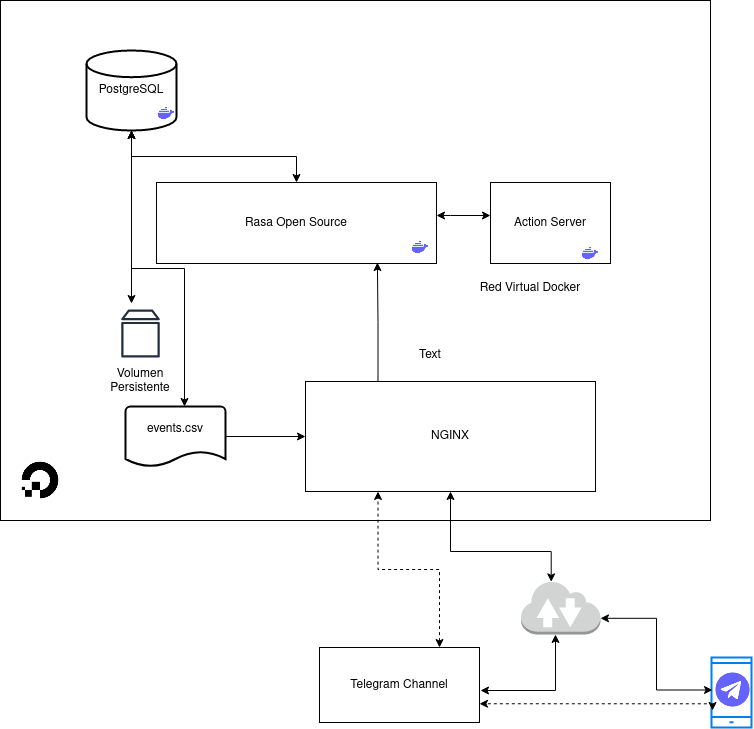 PostgreSQL
Rasa Open Source
Action Server
Red Virtual Docker
Volumen
Persistente
Text
events.csv
NGINX
Telegram Channel